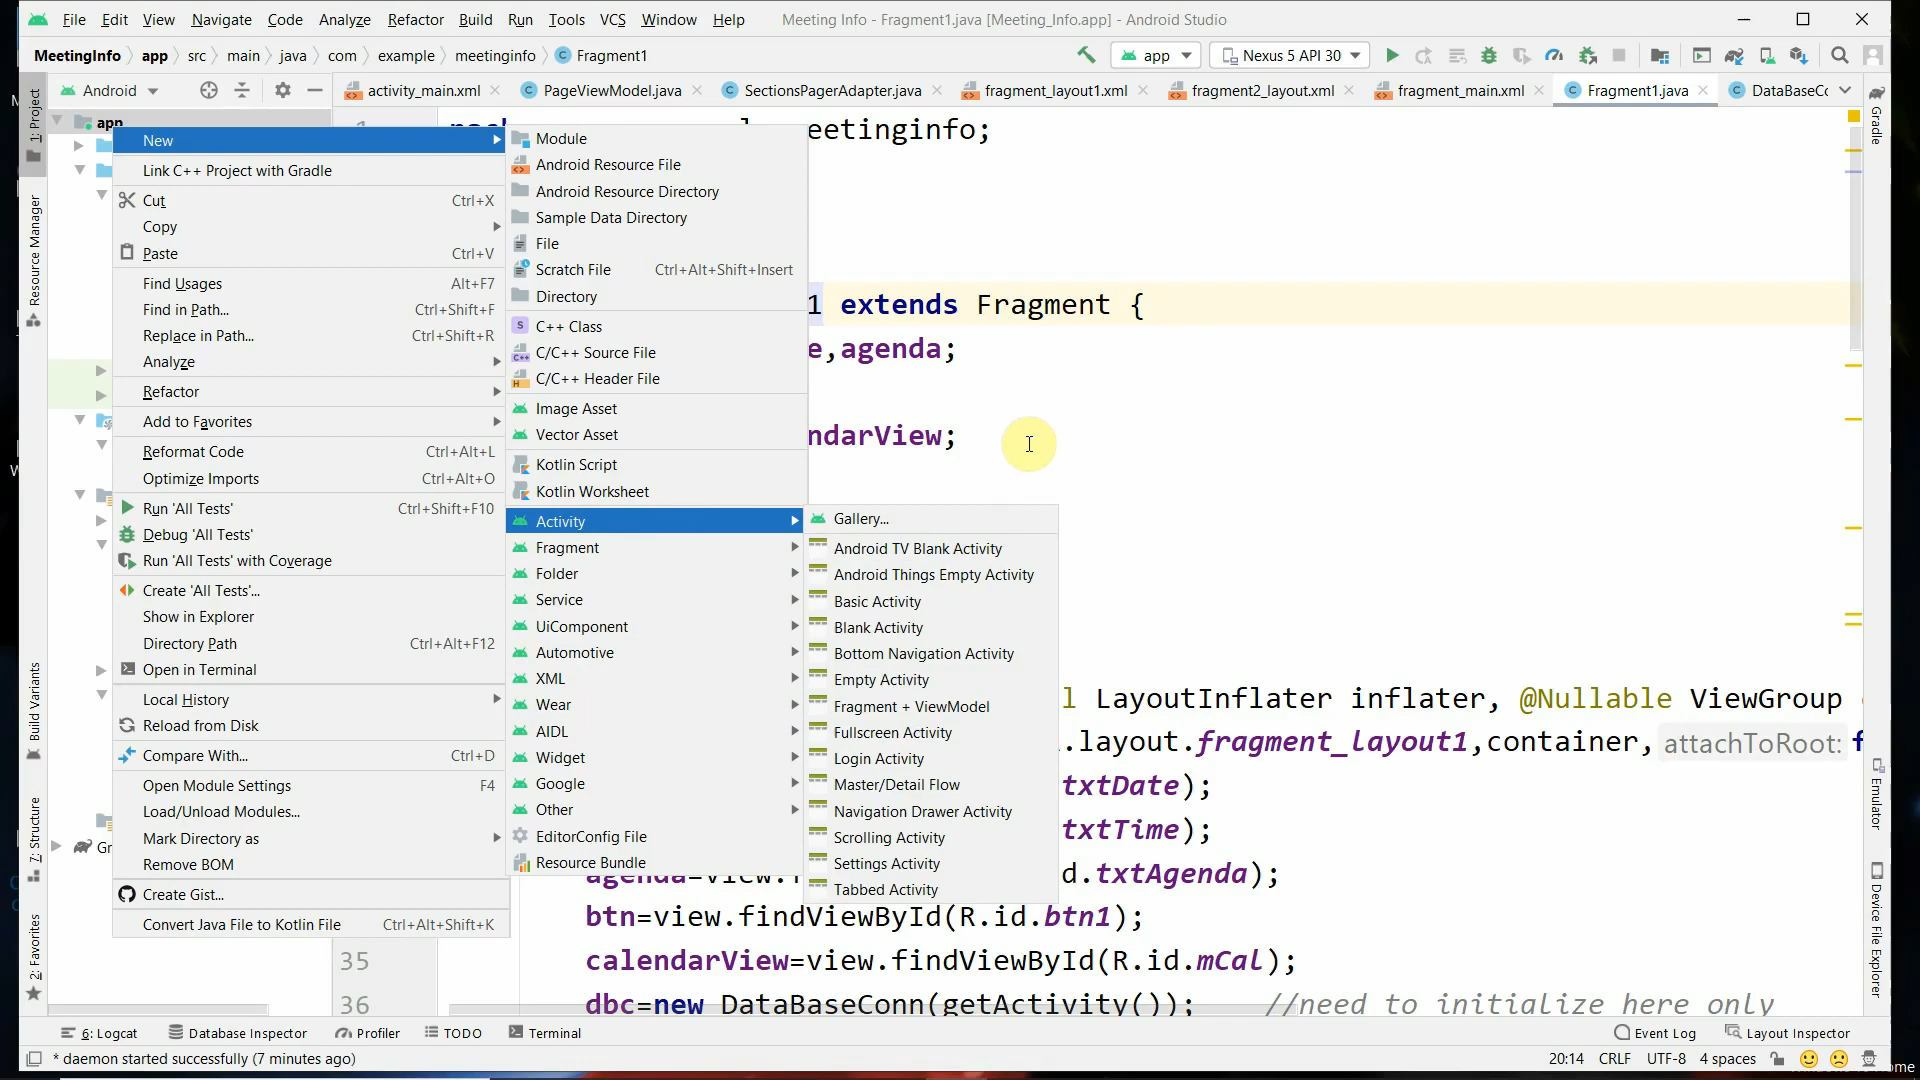 File Edit View Navigate Code Analyze Refactor Build Run Tools VCS Window Help Meeting Info - Fragment1.java [Meeting_Info.app] - Android Studio
MeetingInfo app src main java com example meetinginfo Fragment1 app Nexus 5 API 30
Android activity_main.xml PageViewModel.java SectionsPagerAdapter.java fragment_layout1.xml fragment2_layout.xml fragment_main.xml Fragment1.java DataBaseCo
1: Project
Resource Manager
Build Variants
7: Structure
2: Favorites
app
New
Link C++ Project with Gradle
Cut Ctrl+X
Copy
Paste Ctrl+V
Find Usages Alt+F7
Find in Path... Ctrl+Shift+F
Replace in Path... Ctrl+Shift+R
Analyze
Refactor
Add to Favorites
Reformat Code Ctrl+Alt+L
Optimize Imports Ctrl+Alt+O
Run 'All Tests' Ctrl+Shift+F10
Debug 'All Tests'
Run 'All Tests' with Coverage
Create 'All Tests'...
Show in Explorer
Directory Path Ctrl+Alt+F12
Open in Terminal
Local History
Reload from Disk
Compare With... Ctrl+D
Open Module Settings F4
Load/Unload Modules...
Mark Directory as
Remove BOM
Create Gist...
Convert Java File to Kotlin File Ctrl+Alt+Shift+K
Module
Android Resource File
Android Resource Directory
Sample Data Directory
File
Scratch File Ctrl+Alt+Shift+Insert
Directory
C++ Class
C/C++ Source File
C/C++ Header File
Image Asset
Vector Asset
Kotlin Script
Kotlin Worksheet
Activity
Fragment
Folder
Service
UiComponent
Automotive
XML
Wear
AIDL
Widget
Google
Other
EditorConfig File
Resource Bundle
Gallery...
Android TV Blank Activity
Android Things Empty Activity
Basic Activity
Blank Activity
Bottom Navigation Activity
Empty Activity
Fragment + ViewModel
Fullscreen Activity
Login Activity
Master/Detail Flow
Navigation Drawer Activity
Scrolling Activity
Settings Activity
Tabbed Activity
eetinginfo;
1 extends Fragment {
e,agenda;
ndarView;
l LayoutInflater inflater, @Nullable ViewGroup
.layout.fragment_layout1,container, attachToRoot: f
txtDate);
txtTime);
d.txtAgenda);
btn=view.findViewById(R.id.btn1);
35 calendarView=view.findViewById(R.id.mCal);
36 dbc=new DataBaseConn(getActivity()); //need to initialize here only
Gradle
Emulator
Device File Explorer
6: Logcat Database Inspector Profiler TODO Terminal Event Log Layout Inspector
* daemon started successfully (7 minutes ago) 20:14 CRLF UTF-8 4 spaces